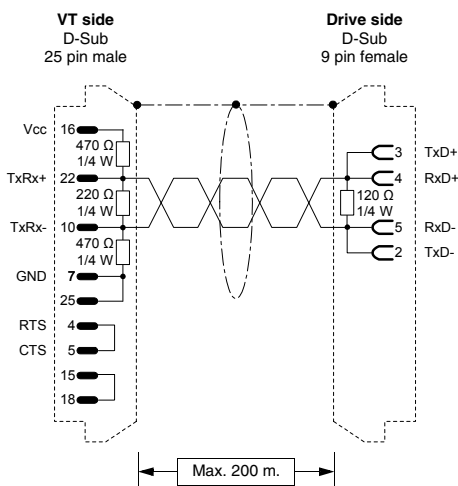 VT side
D-Sub
25 pin male
Drive side
D-Sub
9 pin female
Vcc 16
470 Ω
1/4 W
TxRx+ 22
220 Ω
1/4 W
TxRx- 10
470 Ω
1/4 W
GND 7
25
RTS 4
CTS 5
15
18
3 TxD+
4 RxD+
120 Ω
1/4 W
5 RxD-
2 TxD-
Max. 200 m.